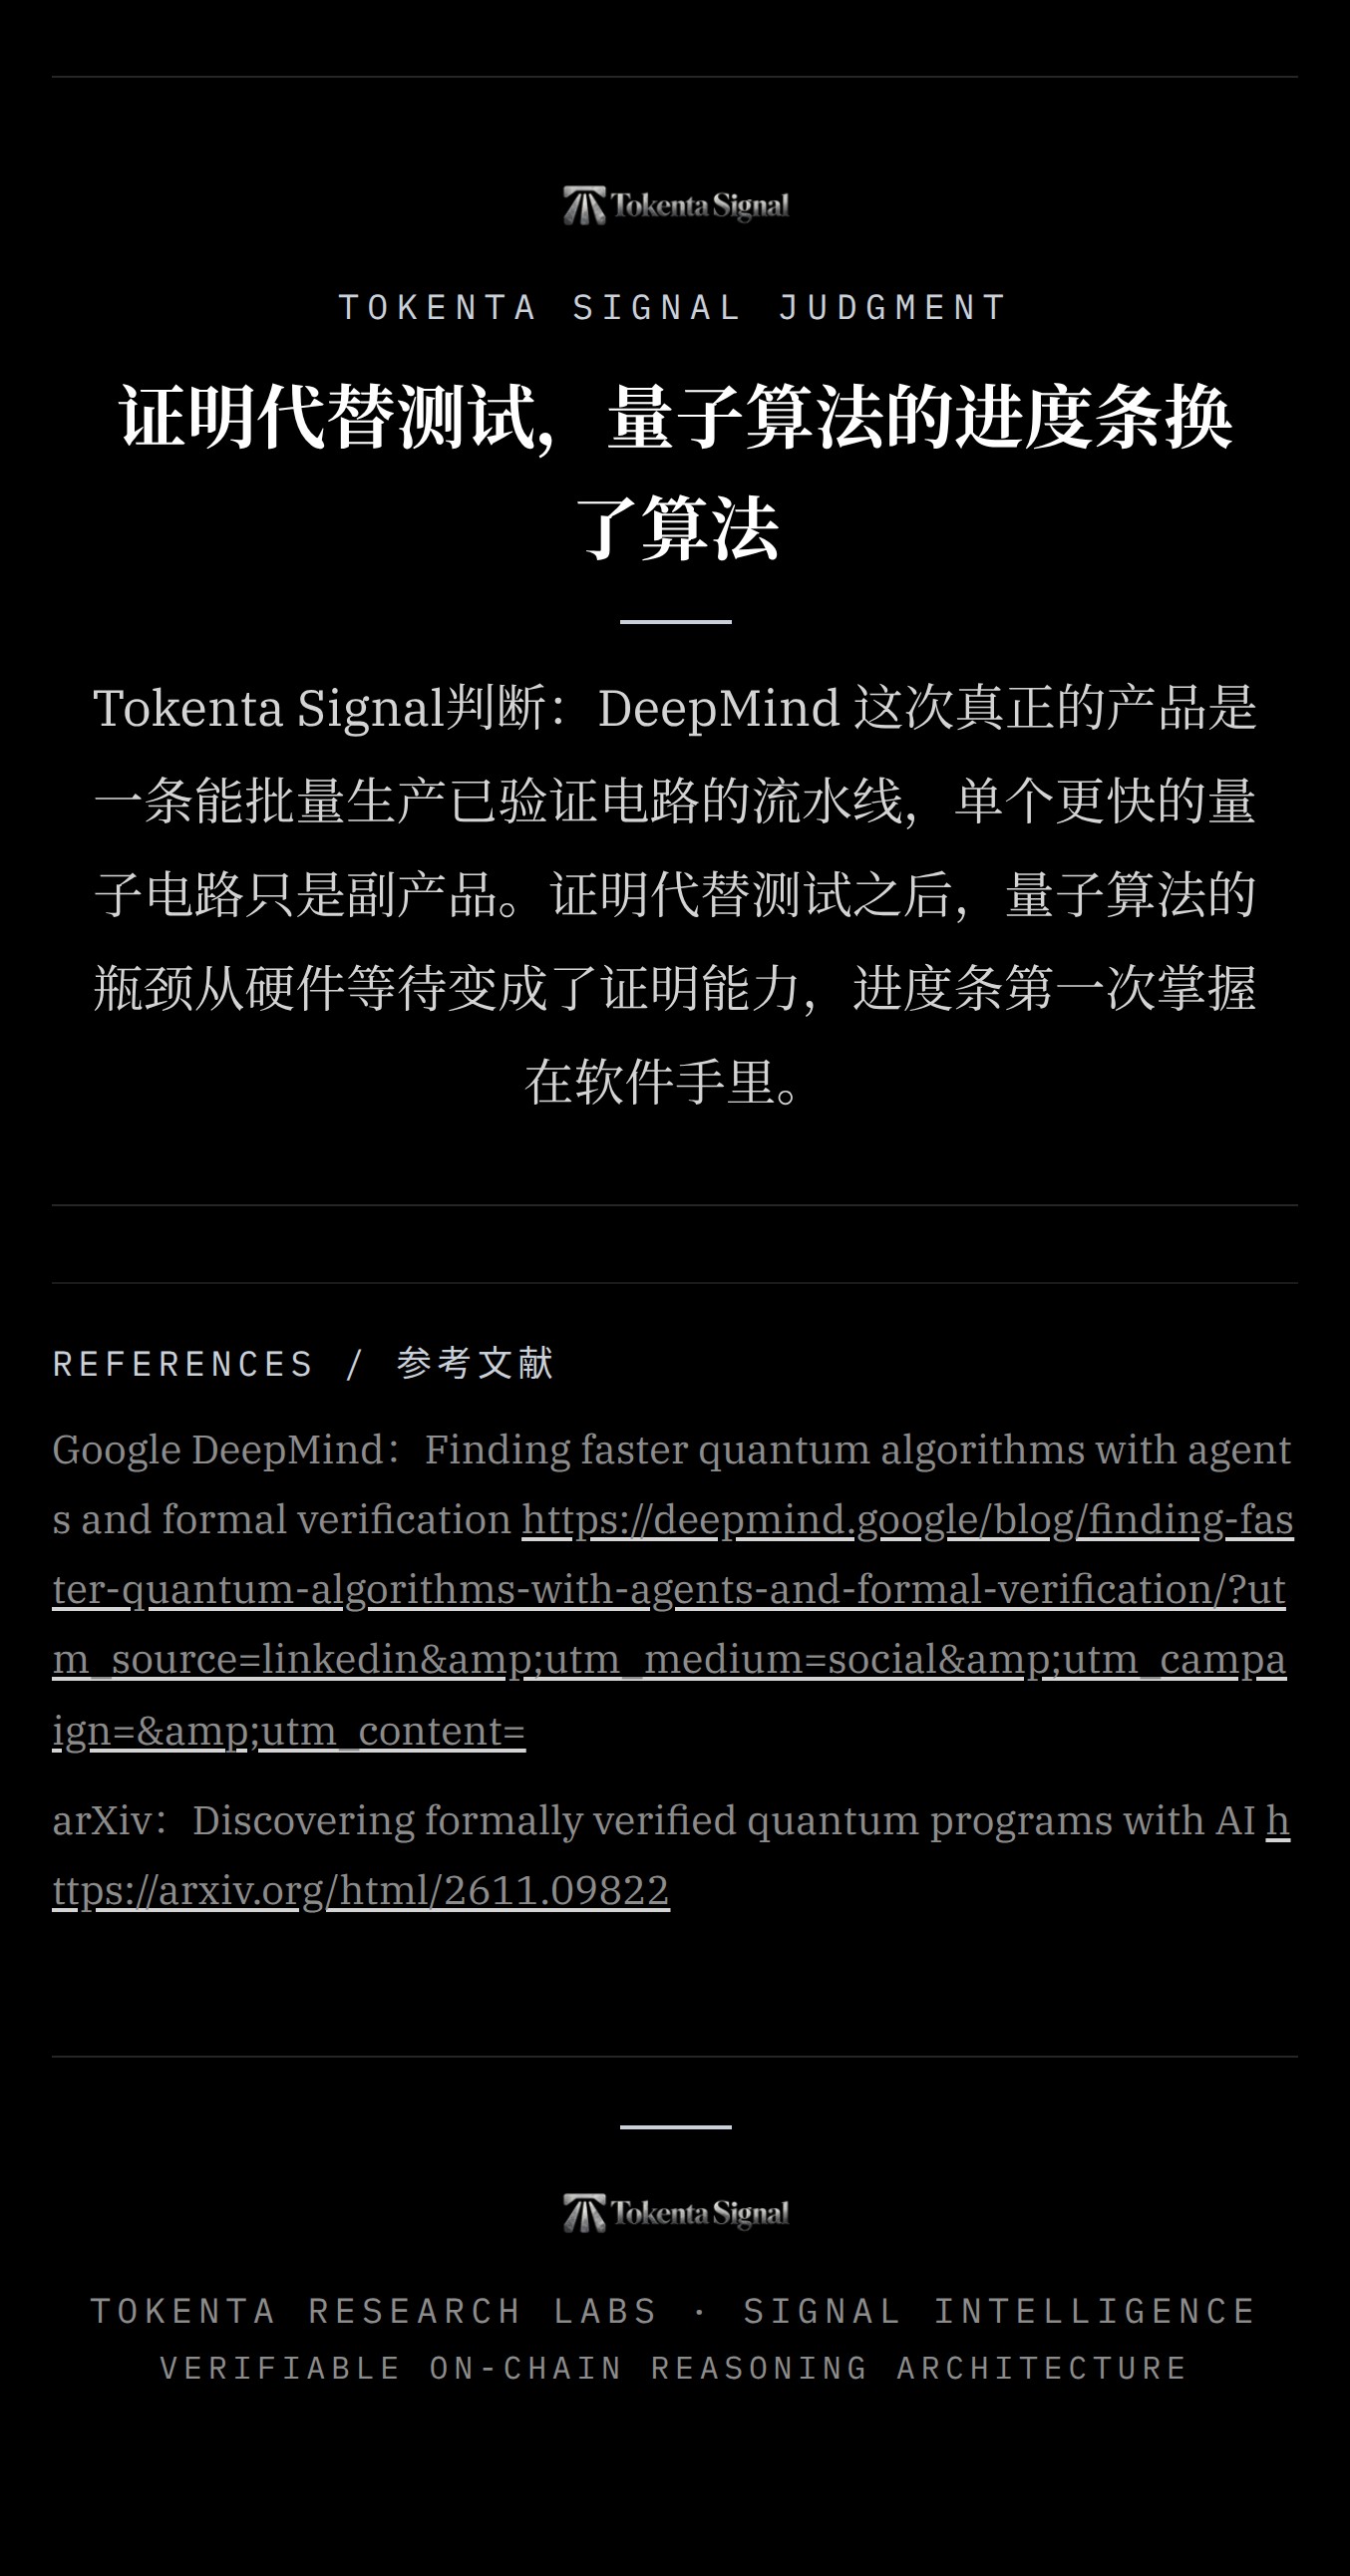 Tokenta Signal
TOKENTA SIGNAL JUDGMENT
证明代替测试，量子算法的进度条换
了算法
Tokenta Signal判断：DeepMind 这次真正的产品是
一条能批量生产已验证电路的流水线，单个更快的量
子电路只是副产品。证明代替测试之后，量子算法的
瓶颈从硬件等待变成了证明能力，进度条第一次掌握
在软件手里。
REFERENCES / 参考文献
Google DeepMind：Finding faster quantum algorithms with agent
s and formal verification https://deepmind.google/blog/finding-fas
ter-quantum-algorithms-with-agents-and-formal-verification/?ut
m_source=linkedin&amp;utm_medium=social&amp;utm_campa
ign=&amp;utm_content=
arXiv：Discovering formally verified quantum programs with AI h
ttps://arxiv.org/html/2611.09822
Tokenta Signal
TOKENTA RESEARCH LABS · SIGNAL INTELLIGENCE
VERIFIABLE ON-CHAIN REASONING ARCHITECTURE